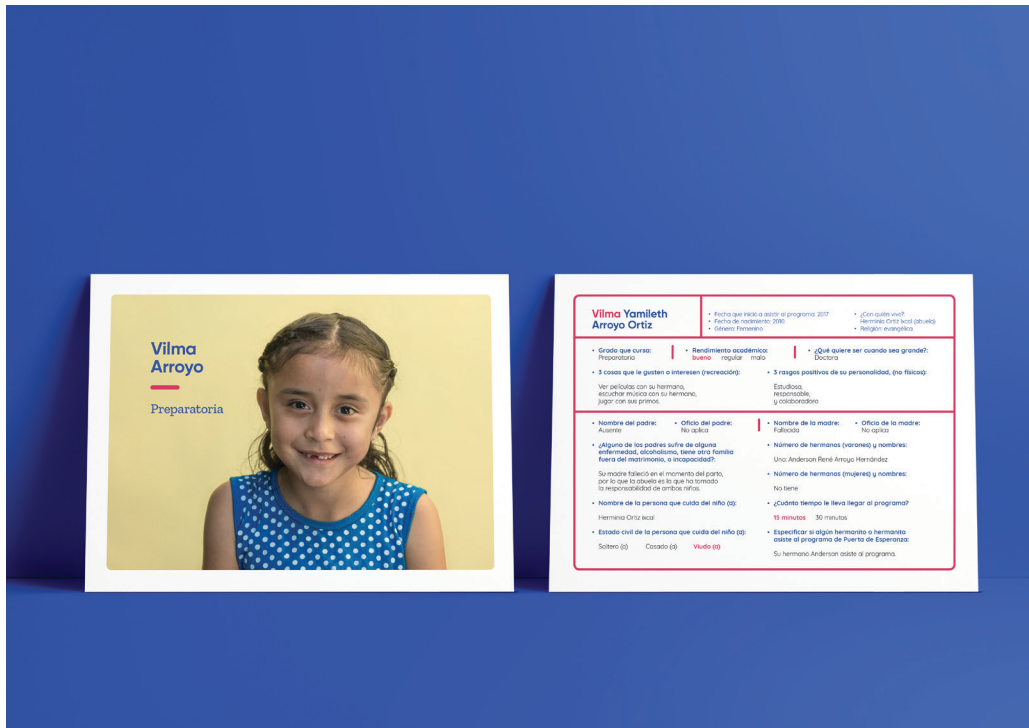 Vilma
Arroyo
Preparatoria
Vilma Yamileth
Arroyo Ortiz
• Fecha que inició a asistir al programa: 2017
• Fecha de nacimiento: 2010
• Género: Femenino
• ¿Con quién vive?:
Herminia Ortiz Ixcal (abuela)
• Religión: evangélica
• Grado que cursa:
Preparatoria
• Rendimiento académico:
bueno regular malo
• ¿Qué quiere ser cuando sea grande?:
Doctora
• 3 cosas que le gusten o interesen (recreación):
Ver películas con su hermano,
escuchar música con su hermano,
jugar con sus primos.
• 3 rasgos positivos de su personalidad, (no físicos):
Estudiosa,
responsable,
y colaboradora
• Nombre del padre:
Ausente
• Oficio del padre:
No aplica
• Nombre de la madre:
Fallecida
• Oficio de la madre:
No aplica
• ¿Alguno de los padres sufre de alguna
enfermedad, alcoholismo, tiene otra familia
fuera del matrimonio, o incapacidad?:
Su madre falleció en el momento del parto,
por lo que la abuela es la que ha tomado
la responsabilidad de ambos niños.
• Nombre de la persona que cuida del niño (a):
Herminia Ortiz Ixcal
• Estado civil de la persona que cuida del niño (a):
Soltero (a) Casado (a) Viudo (a)
• Número de hermanos (varones) y nombres:
Uno: Anderson René Arroyo Hernández
• Número de hermanos (mujeres) y nombres:
No tiene
• ¿Cuánto tiempo le lleva llegar al programa?
15 minutos 30 minutos
• Especificar si algún hermanito o hermanita
asiste al programa de Puerta de Esperanza:
Su hermano Anderson asiste al programa.